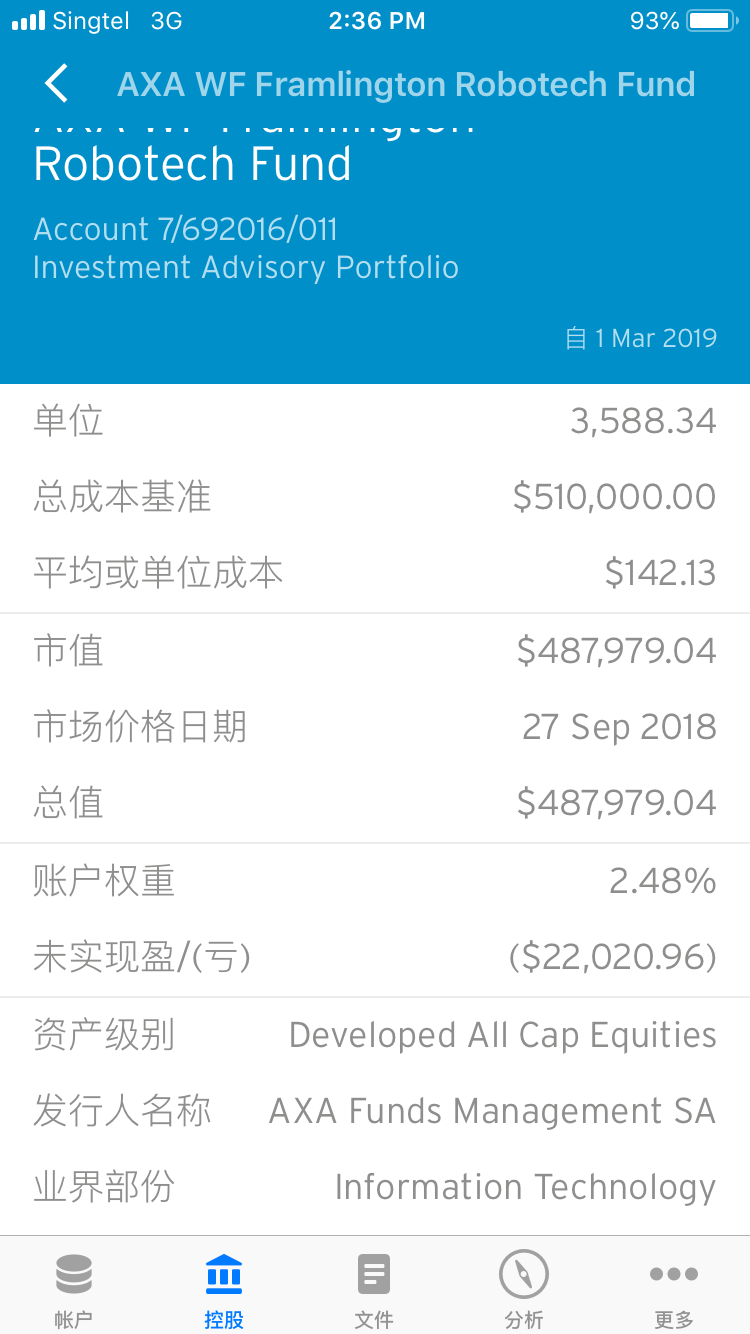 Singtel 3G 2:36 PM 93%
AXA WF Framlington Robotech Fund
AXA WF Framlington
Robotech Fund
Account 7/692016/011
Investment Advisory Portfolio
自 1 Mar 2019
单位 3,588.34
总成本基准 $510,000.00
平均或单位成本 $142.13
市值 $487,979.04
市场价格日期 27 Sep 2018
总值 $487,979.04
账户权重 2.48%
未实现盈/(亏) ($22,020.96)
资产级别 Developed All Cap Equities
发行人名称 AXA Funds Management SA
业界部份 Information Technology
帐户 控股 文件 分析 更多